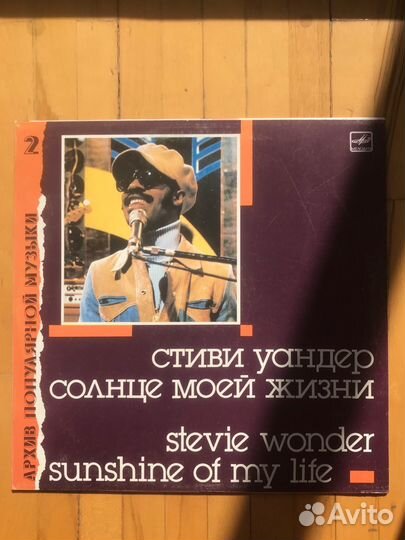 2
АРХИВ ПОПУЛЯРНОЙ МУЗЫКИ
стиви уандер
солнце моей жизни
stevie wonder
sunshine of my life
Avito